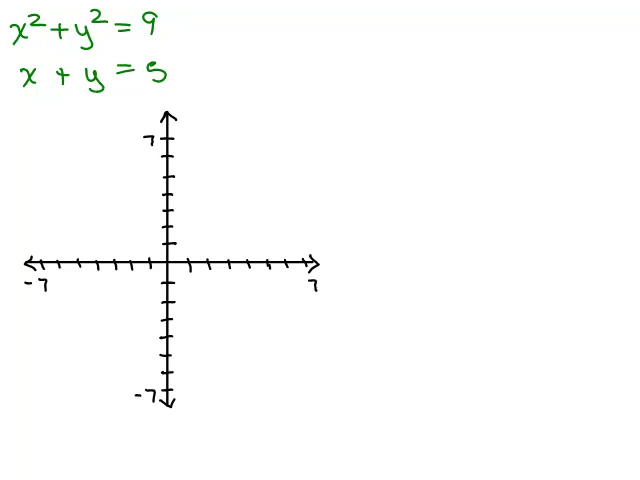 x² + y² = 9
x + y = 5
7
-7
7
-7